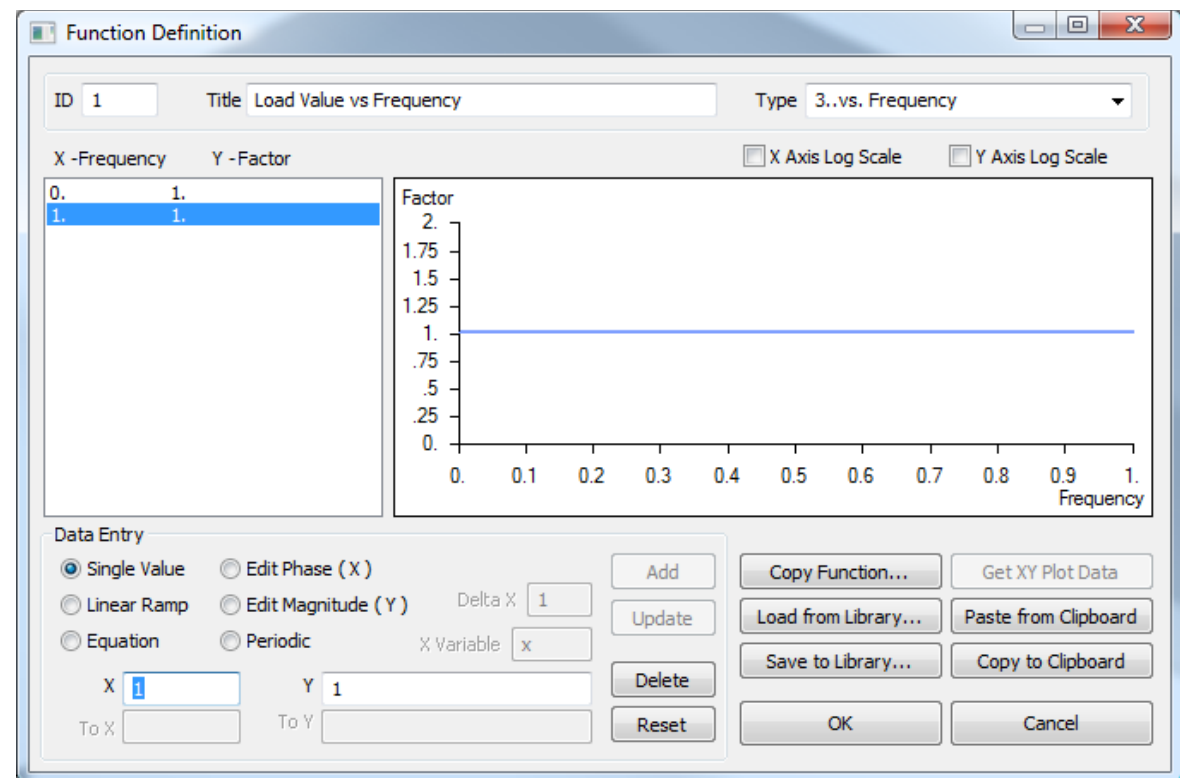 Function Definition
ID 1 Title Load Value vs Frequency Type 3..vs. Frequency
X -Frequency Y -Factor X Axis Log Scale Y Axis Log Scale
0. 1.
1. 1.
Factor
2.
1.75
1.5
1.25
1.
.75
.5
.25
0.
0. 0.1 0.2 0.3 0.4 0.5 0.6 0.7 0.8 0.9 1.
Frequency
Data Entry
Single Value Edit Phase ( X ) Add Copy Function... Get XY Plot Data
Linear Ramp Edit Magnitude ( Y ) Delta X 1 Update Load from Library... Paste from Clipboard
Equation Periodic X Variable x
Save to Library... Copy to Clipboard
X 1 Y 1 Delete
To X To Y Reset OK Cancel